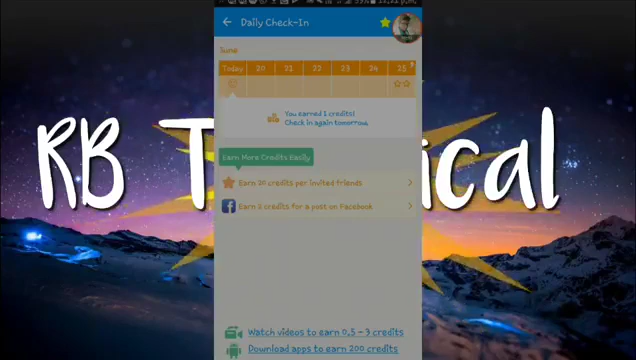 Daily Check-In
June
Today 20 21 22 23 24 25
You earned 1 credits!
Check in again tomorrow.
Earn More Credits Easily
Earn credits per invited friends
Earn credits for a post on Facebook
Watch videos to earn 0.5 - 3 credits
Download apps to earn 200 credits
RB T ical